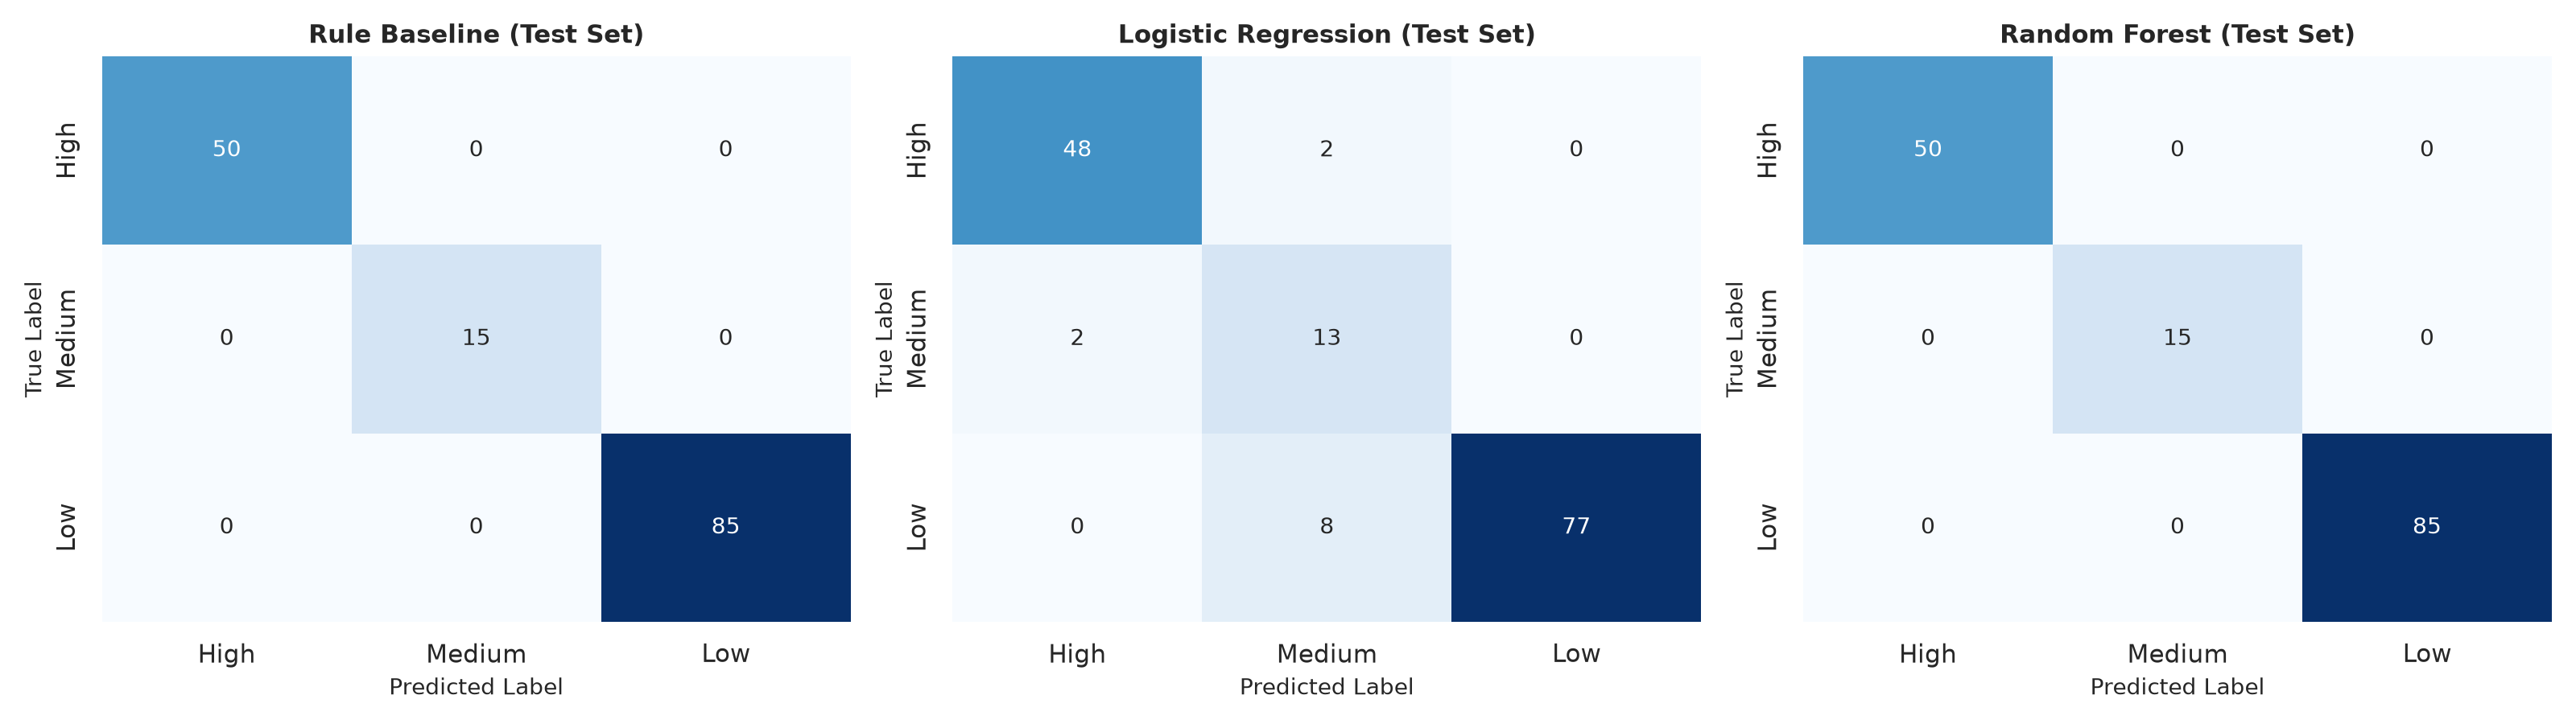 Rule Baseline (Test Set)
True Label
High
50 0 0
Medium
0 15 0
Low
0 0 85
High Medium Low
Predicted Label
Logistic Regression (Test Set)
True Label
High
48 2 0
Medium
2 13 0
Low
0 8 77
High Medium Low
Predicted Label
Random Forest (Test Set)
True Label
High
50 0 0
Medium
0 15 0
Low
0 0 85
High Medium Low
Predicted Label